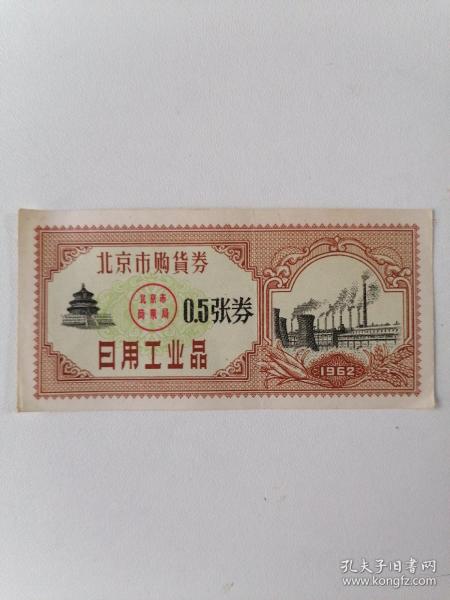 北京市购货券
北京市
商业局
0.5张券
日用工业品
1962
孔夫子旧书网
www.kongfz.com